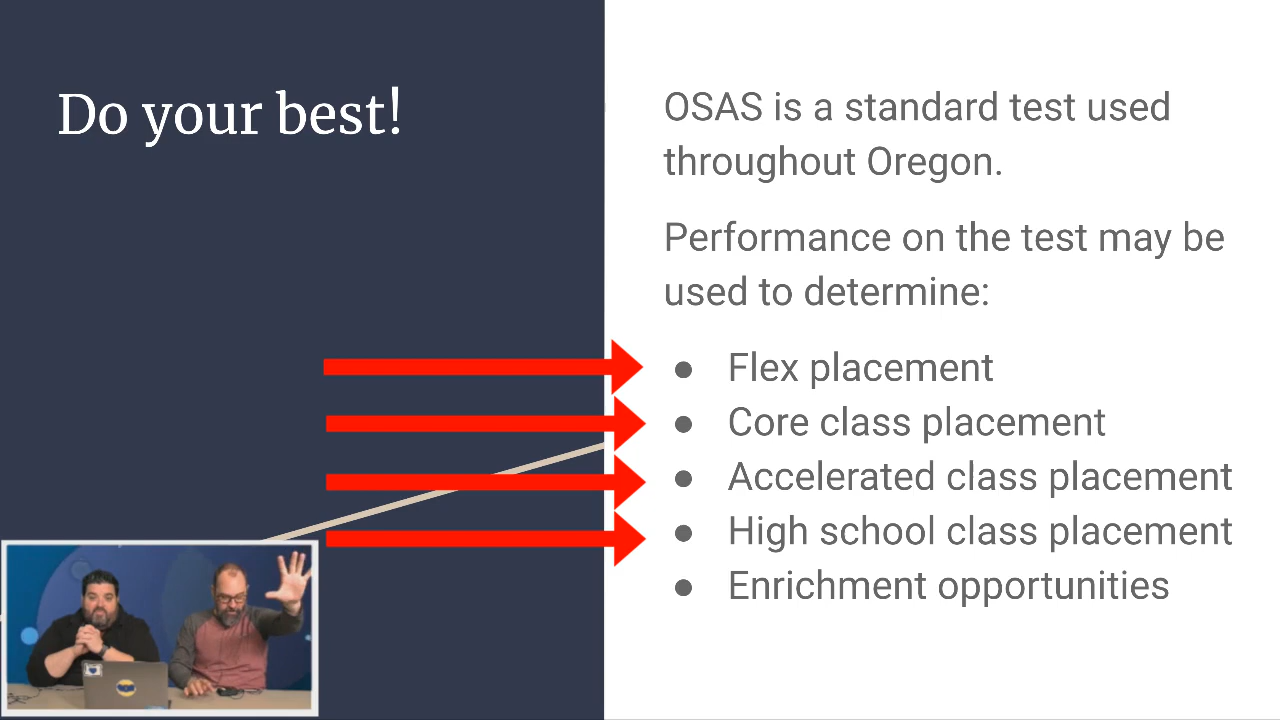 Do your best!
OSAS is a standard test used
throughout Oregon.
Performance on the test may be
used to determine:
● Flex placement
● Core class placement
● Accelerated class placement
● High school class placement
● Enrichment opportunities